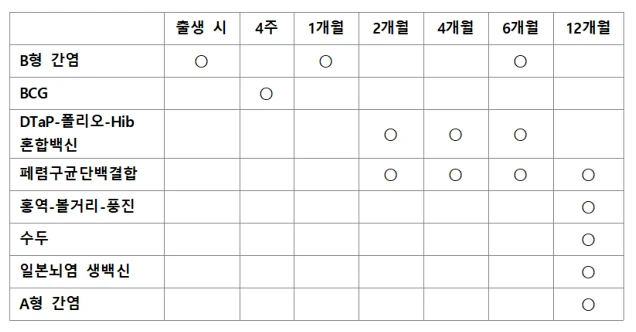 출생 시 4주 1개월 2개월 4개월 6개월 12개월
B형 간염 ○ ○ ○
BCG ○
DTaP-폴리오-Hib
혼합백신 ○ ○ ○
페렴구균단백결합 ○ ○ ○ ○
홍역-볼거리-풍진 ○
수두 ○
일본뇌염 생백신 ○
A형 간염 ○